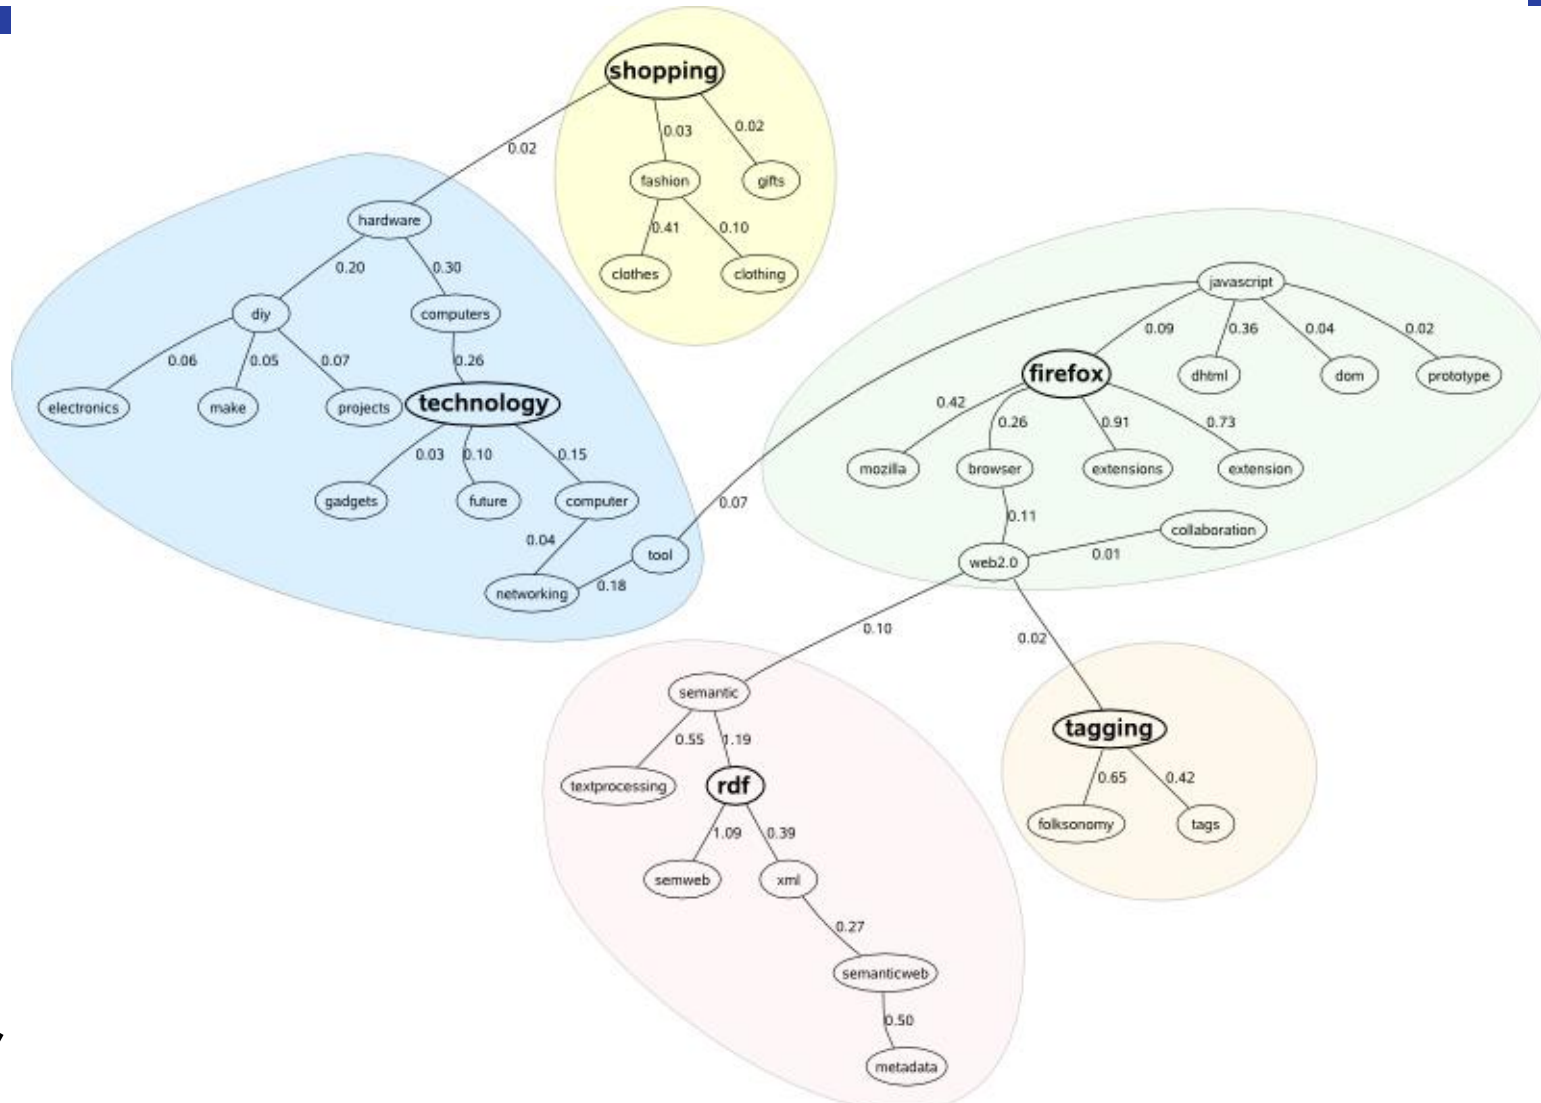 shopping
0.03
0.02
0.02
fashion
gifts
hardware
0.41
0.10
0.20
0.30
clothes
clothing
javascript
diy
computers
0.09
0.36
0.04
0.02
0.06
0.05
0.07
0.26
firefox
dhtml
dom
prototype
electronics
make
projects
technology
0.42
0.26
0.91
0.73
0.03
0.10
0.15
mozilla
browser
extensions
extension
gadgets
future
computer
0.07
0.11
collaboration
0.04
tool
0.01
web2.0
networking
0.18
0.10
0.02
semantic
tagging
0.55
1.19
0.65
0.42
textprocessing
rdf
folksonomy
tags
1.09
0.39
semweb
xml
0.27
semanticweb
0.50
metadata